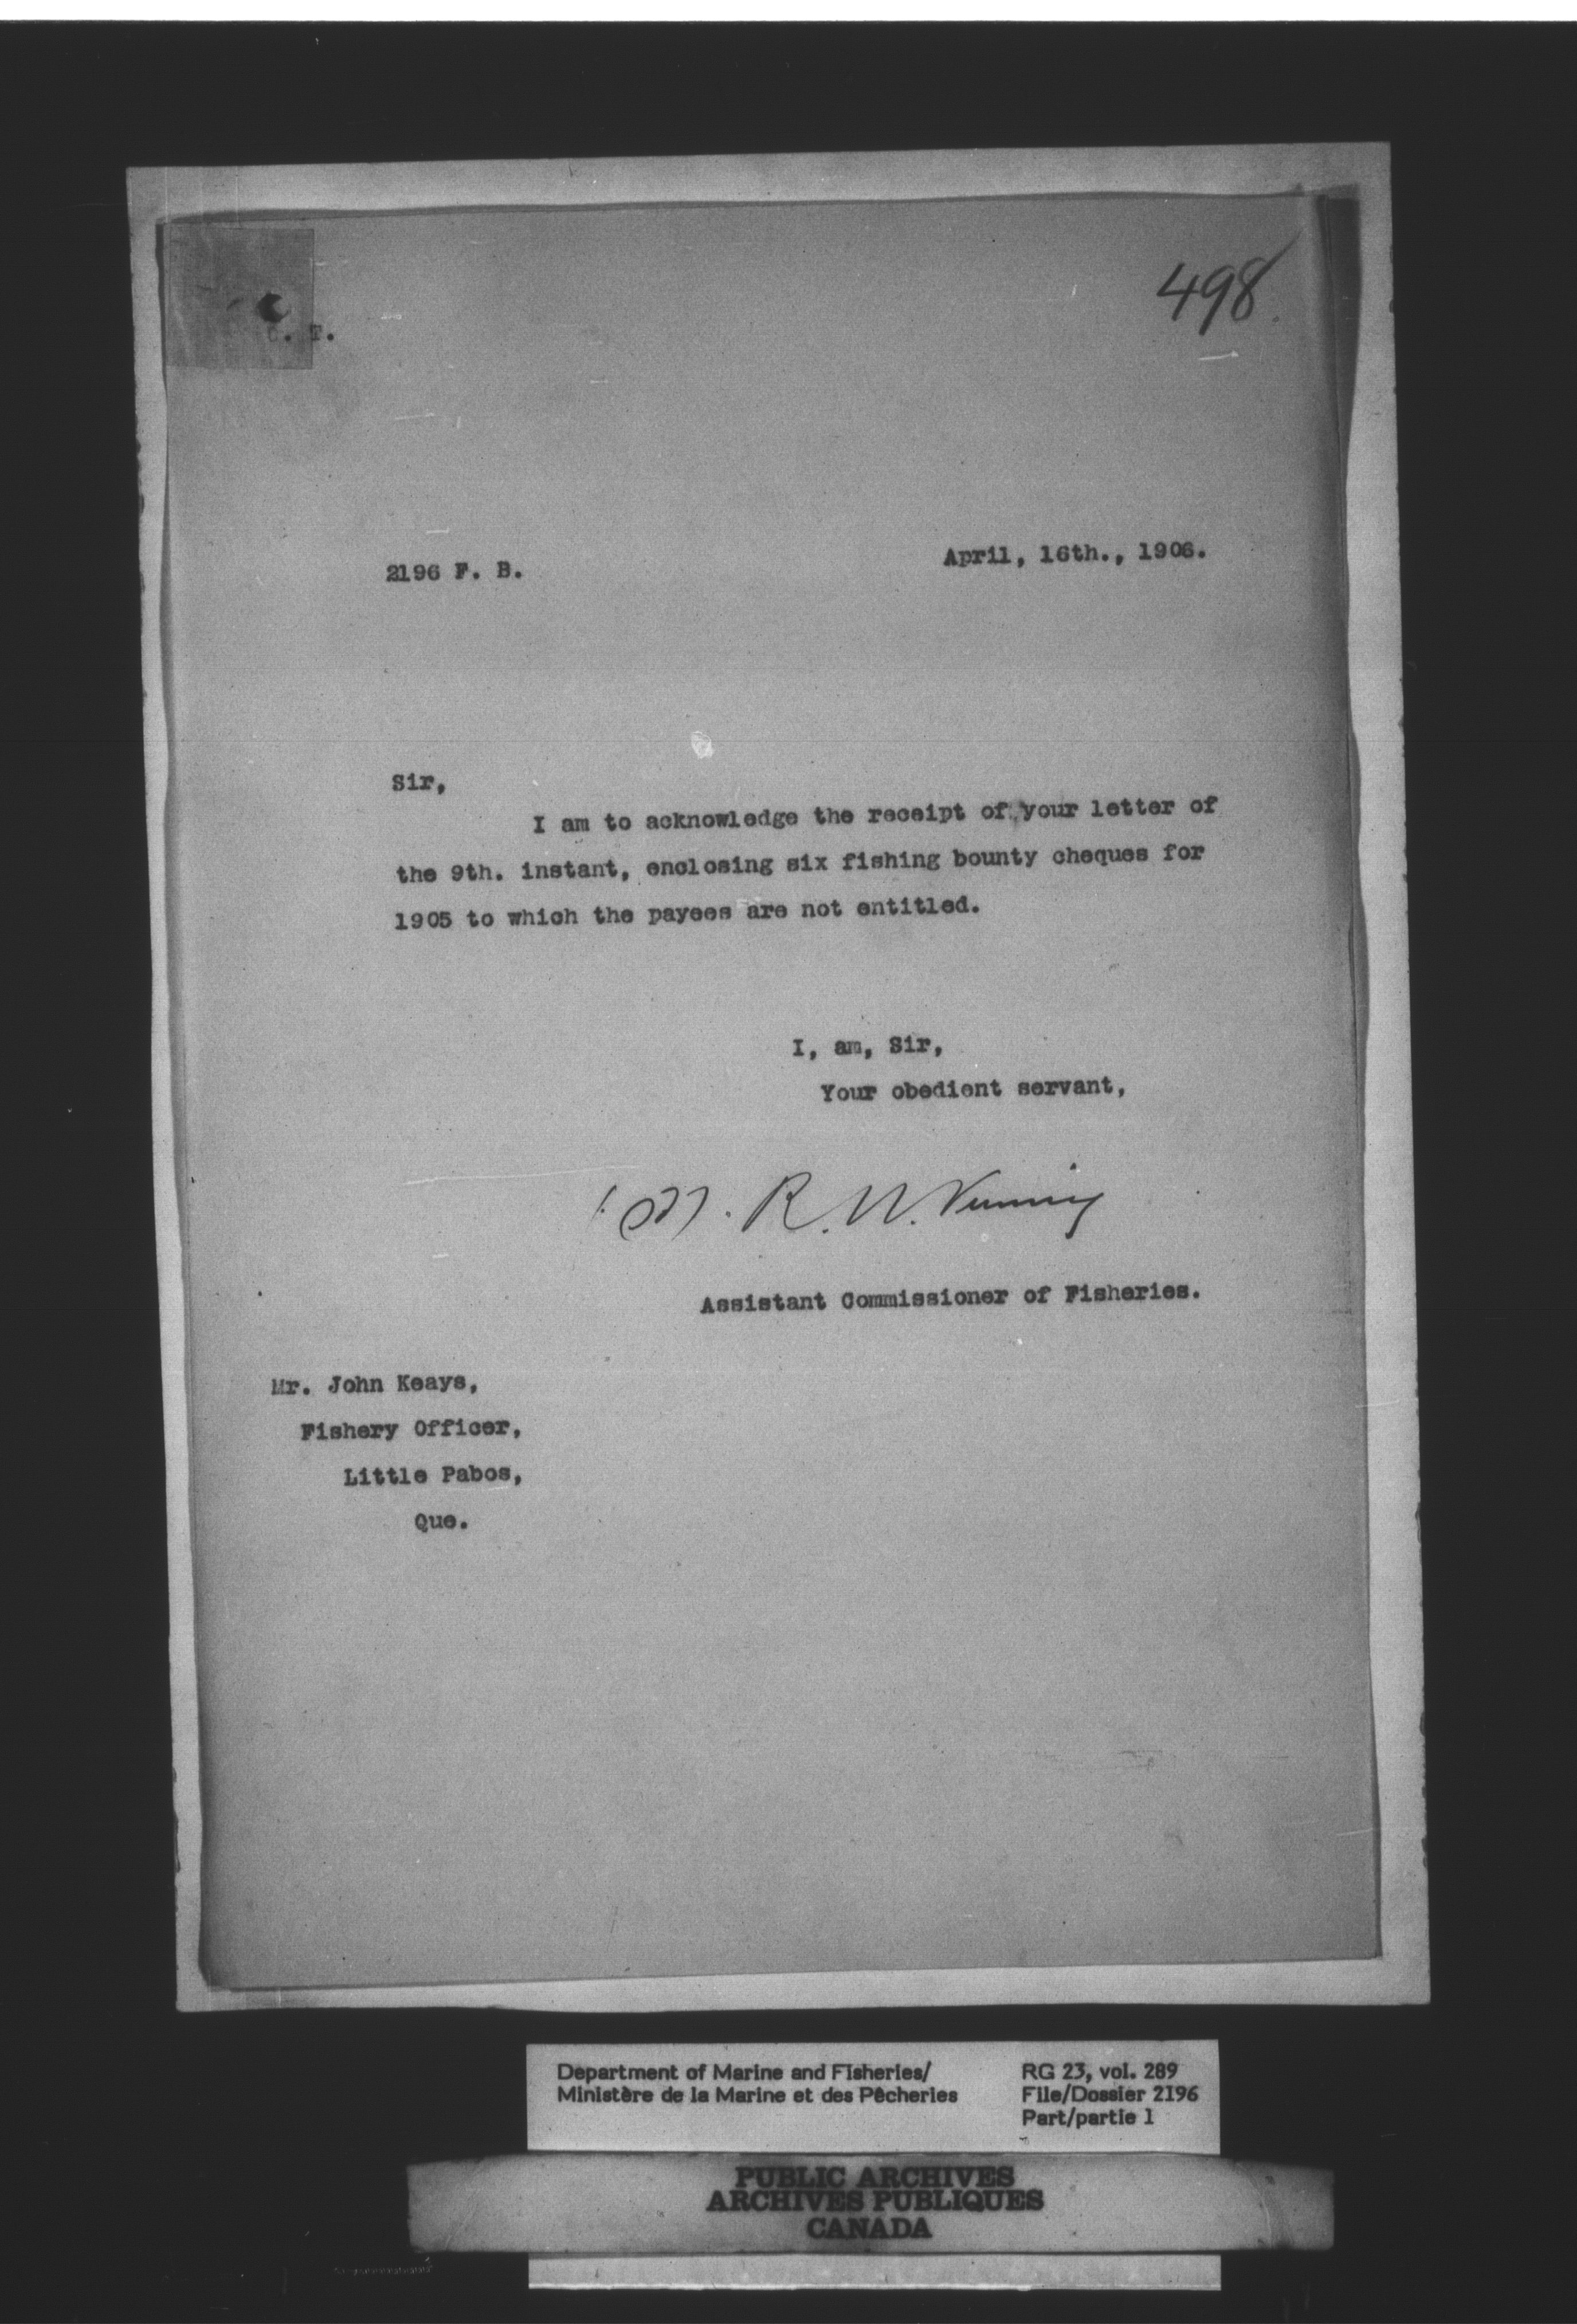 498
C. T.
2196 F. B.
April, 16th., 1906.
Sir,
I am to acknowledge the receipt of your letter of
the 9th. instant, enclosing six fishing bounty cheques for
1905 to which the payees are not entitled.
I, am, Sir,
Your obedient servant,
R. N. Venning
Assistant Commissioner of Fisheries.
Mr. John Keays,
Fishery Officer,
Little Pabos,
Que.
Department of Marine and Fisheries/
Ministère de la Marine et des Pêcheries
RG 23, vol. 289
File/Dossier 2196
Part/partie 1
PUBLIC ARCHIVES
ARCHIVES PUBLIQUES
CANADA